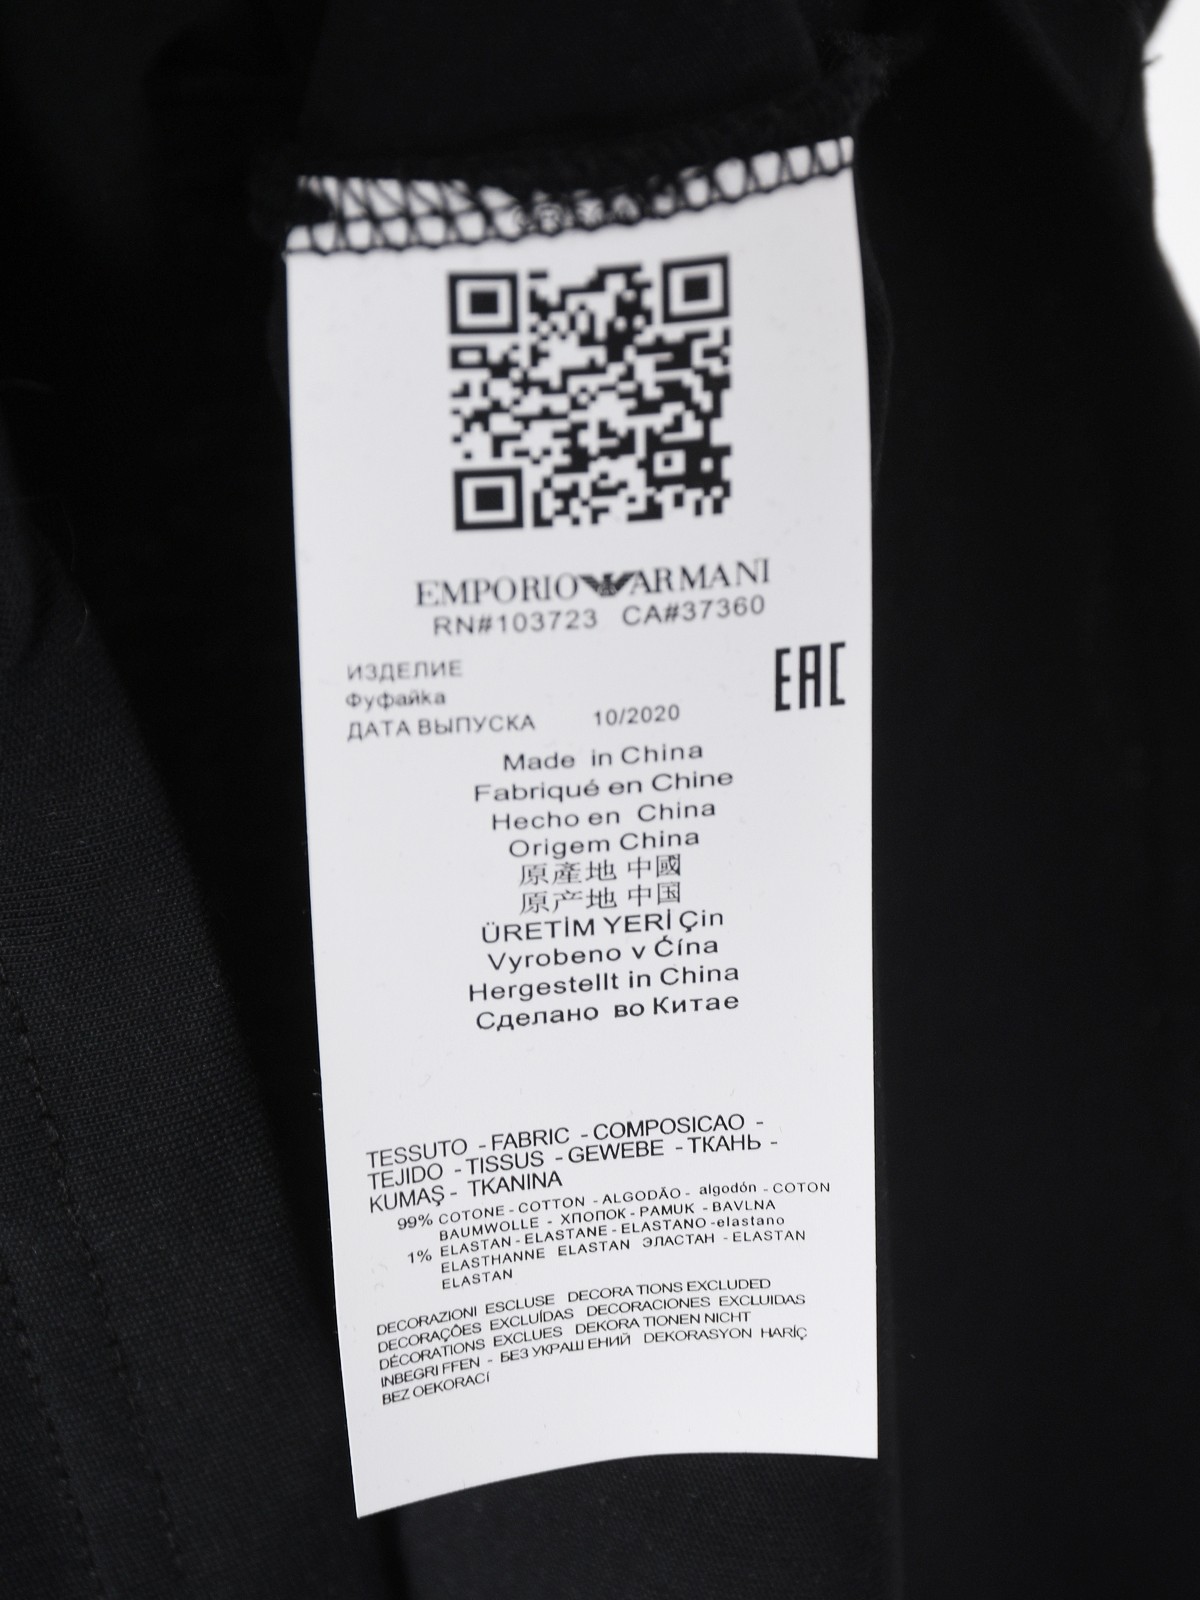 EMPORIO ARMANI
RN#103723 CA#37360
ИЗДЕЛИЕ
Фуфайка
ДАТА ВЫПУСКА 10/2020
EAC
Made in China
Fabriqué en Chine
Hecho en China
Origem China
原產地 中國
原产地 中国
ÜRETİM YERİ Çin
Vyrobeno v Ćína
Hergestellt in China
Сделано во Китае
TESSUTO - FABRIC - COMPOSICAO -
TEJIDO - TISSUS - GEWEBE - ТКАНЬ -
KUMAŞ - TKANINA
99% COTONE - COTTON - ALGODÃO - algodón - COTON
BAUMWOLLE - ХПОПОК - PAMUK - BAVLNA
1% ELASTAN - ELASTANE - ELASTANO -elastano
ELASTHANNE ELASTAN ЭЛАСТАН - ELASTAN
ELASTAN
DECORAZIONI ESCLUSE DECORA TIONS EXCLUDED
DECORAÇÕES EXCLUÍDAS DECORACIONES EXCLUIDAS
DÉCORATIONS EXCLUES DEKORA TIONEN NICHT
INBEGRI FFEN - БЕЗ УКРАШ ЕНИЙ DEKORASYON HARİÇ
BEZ OEKORACÍ